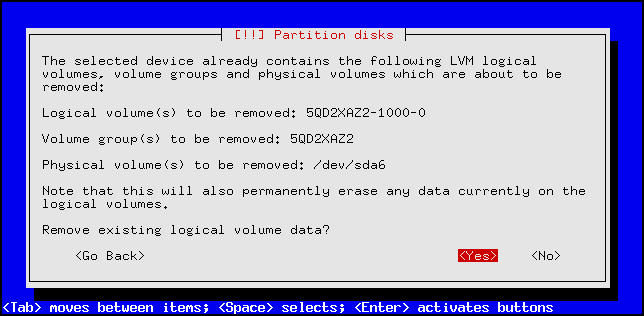 [!!] Partition disks
The selected device already contains the following LVM logical
volumes, volume groups and physical volumes which are about to be
removed:
Logical volume(s) to be removed: 5QD2XAZ2-1000-0
Volume group(s) to be removed: 5QD2XAZ2
Physical volume(s) to be removed: /dev/sda6
Note that this will also permanently erase any data currently on the
logical volumes.
Remove existing logical volume data?
<Go Back> <Yes> <No>
<Tab> moves between items; <Space> selects; <Enter> activates buttons